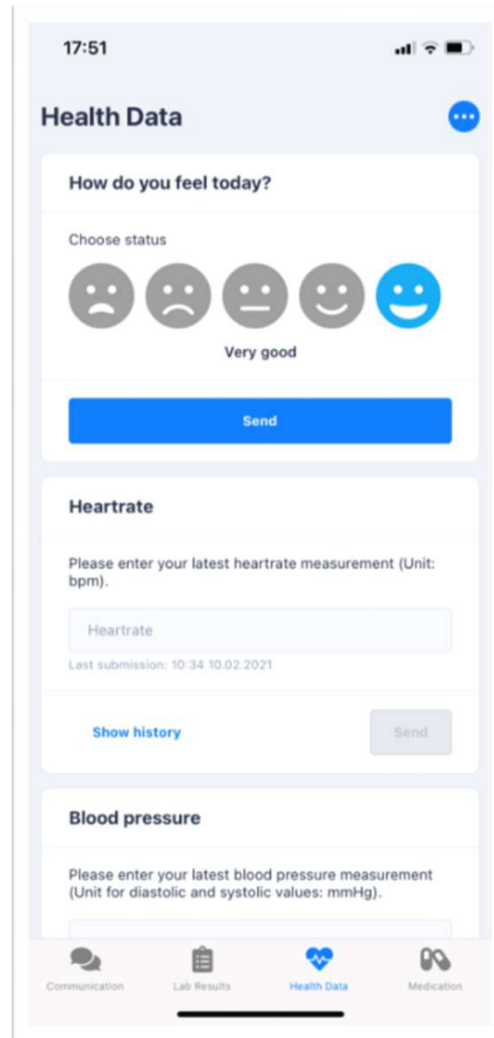 17:51
Health Data
How do you feel today?
Choose status
Very good
Send
Heartrate
Please enter your latest heartrate measurement (Unit:
bpm).
Heartrate
Last submission: 10:34 10.02.2021
Show history
Send
Blood pressure
Please enter your latest blood pressure measurement
(Unit for diastolic and systolic values: mmHg).
Communication
Lab Results
Health Data
Medication